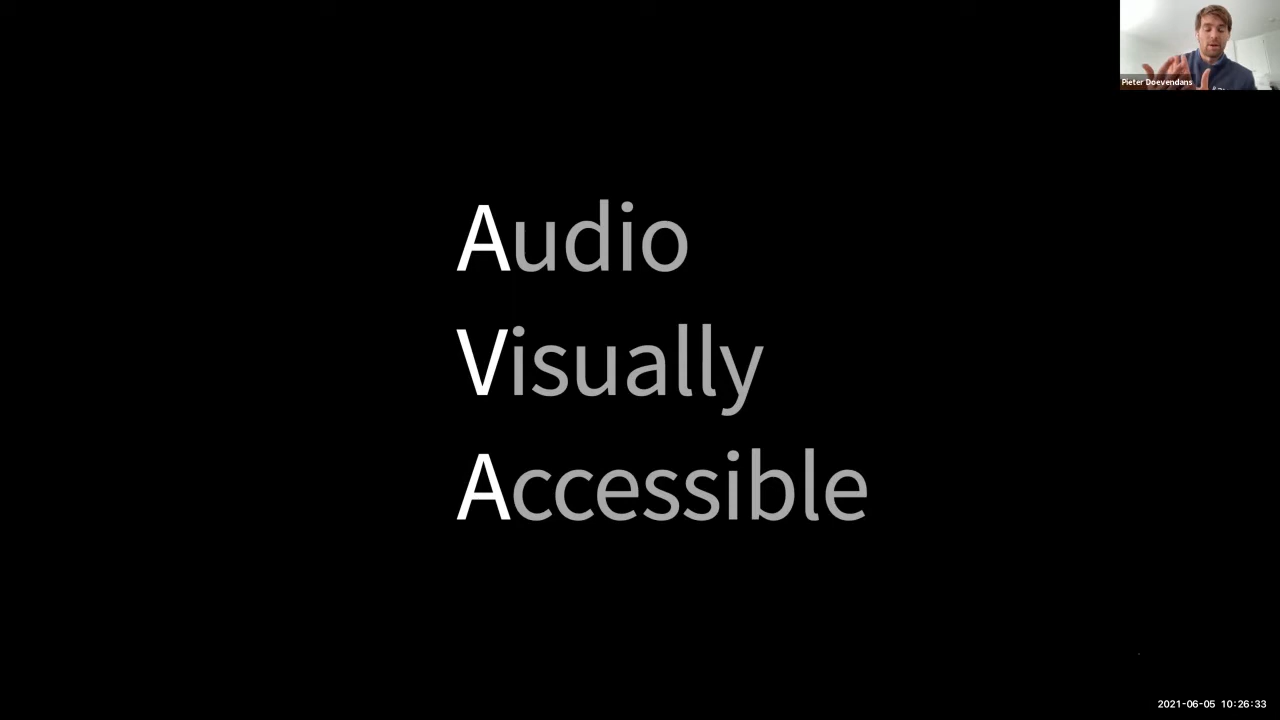 Pieter Doevendans
Audio
Visually
Accessible
2021-06-05 10:26:33